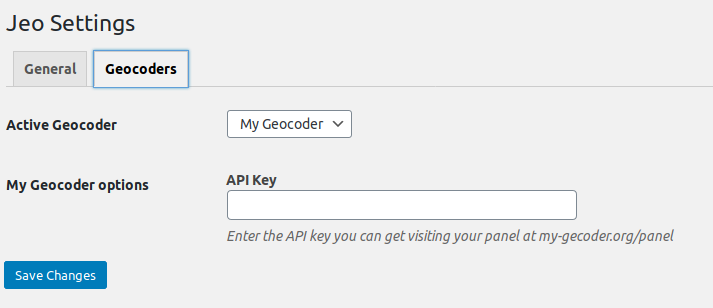 Jeo Settings
General
Geocoders
Active Geocoder
My Geocoder
My Geocoder options
API Key
Enter the API key you can get visiting your panel at my-gecoder.org/panel
Save Changes